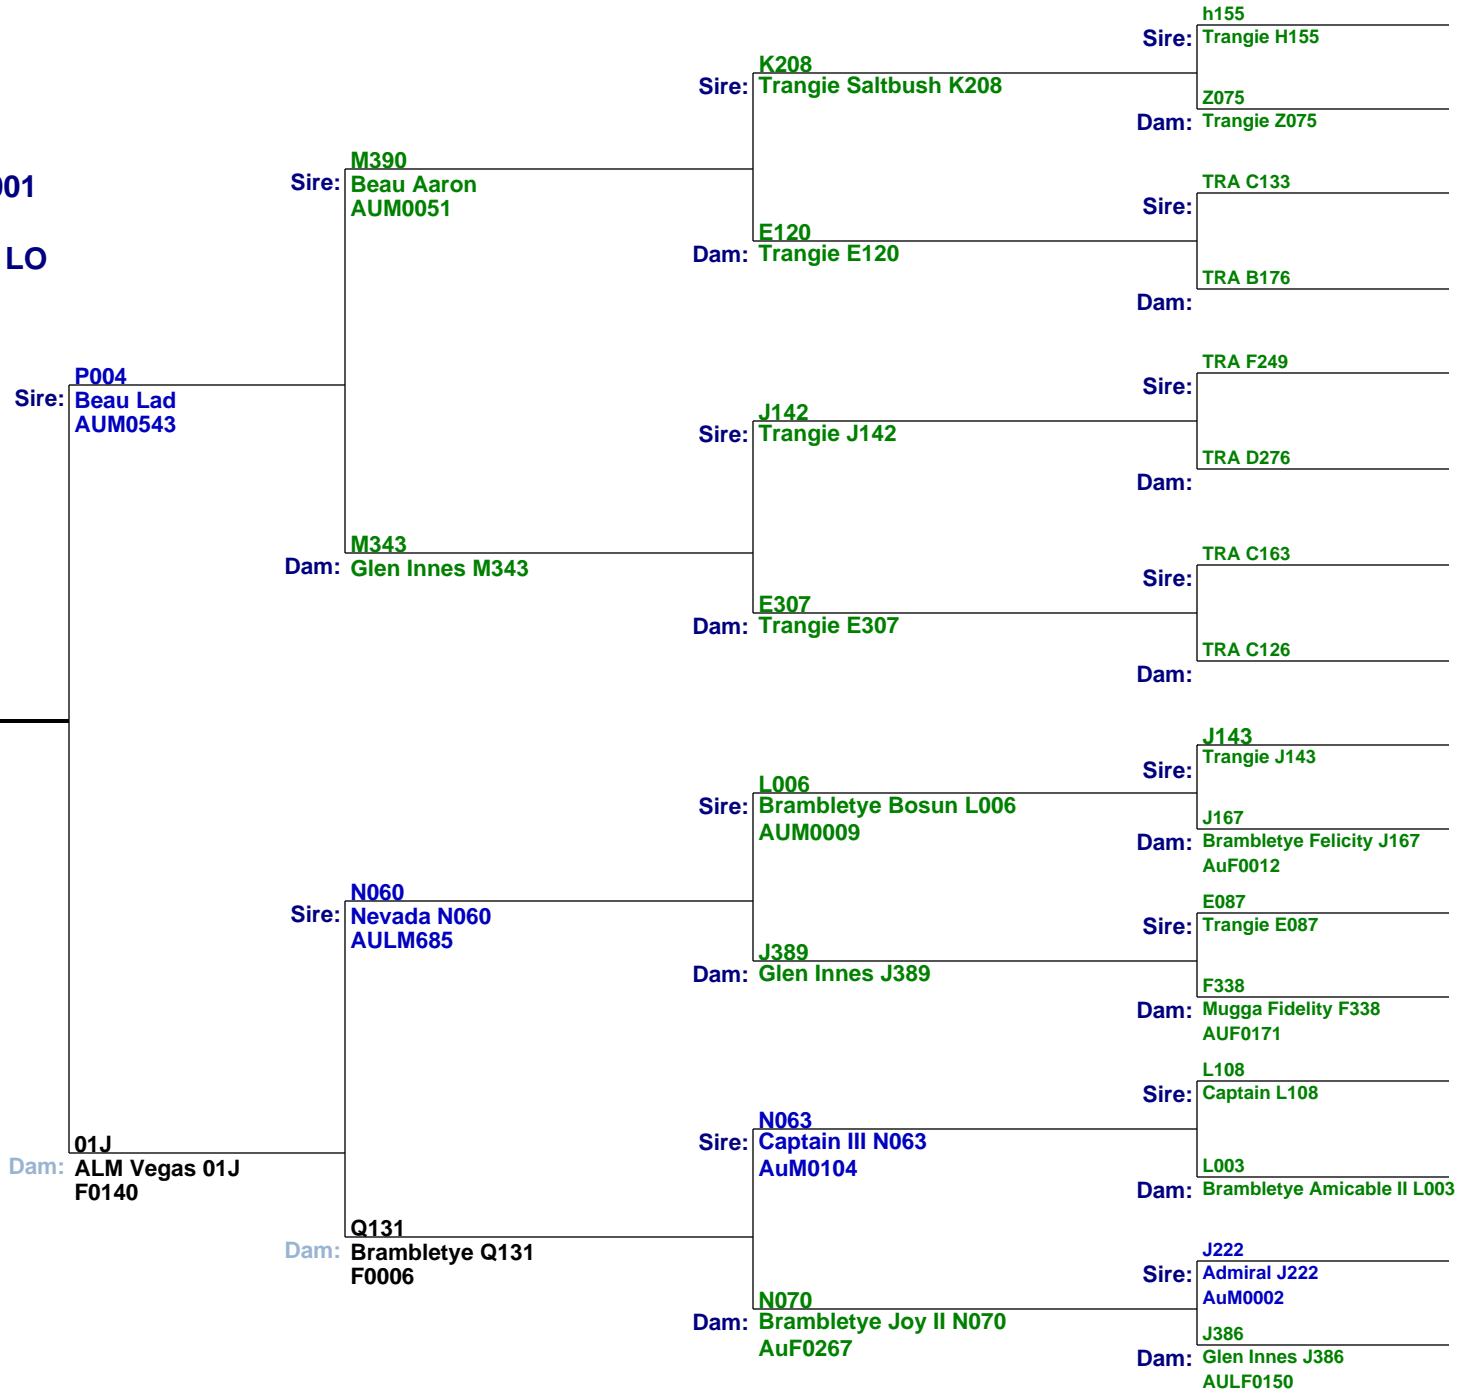 h155
Sire: Trangie H155
K208
Sire: Trangie Saltbush K208
Z075
Dam: Trangie Z075
M390
Sire: Beau Aaron
AUM0051
TRA C133
Sire:
E120
Dam: Trangie E120
TRA B176
Dam:
LO
P004
Sire: Beau Lad
AUM0543
TRA F249
Sire:
J142
Sire: Trangie J142
TRA D276
Dam:
M343
Dam: Glen Innes M343
TRA C163
Sire:
E307
Dam: Trangie E307
TRA C126
Dam:
J143
Trangie J143
Sire:
L006
Sire: Brambletye Bosun L006
AUM0009
J167
Dam: Brambletye Felicity J167
AuF0012
N060
Sire: Nevada N060
AULM685
E087
Sire: Trangie E087
J389
Dam: Glen Innes J389
F338
Dam: Mugga Fidelity F338
AUF0171
L108
Sire: Captain L108
N063
Sire: Captain III N063
AuM0104
01J
Dam: ALM Vegas 01J
F0140
L003
Dam: Brambletye Amicable II L003
Q131
Dam: Brambletye Q131
F0006
J222
Sire: Admiral J222
AuM0002
N070
Dam: Brambletye Joy II N070
AuF0267
J386
Dam: Glen Innes J386
AULF0150